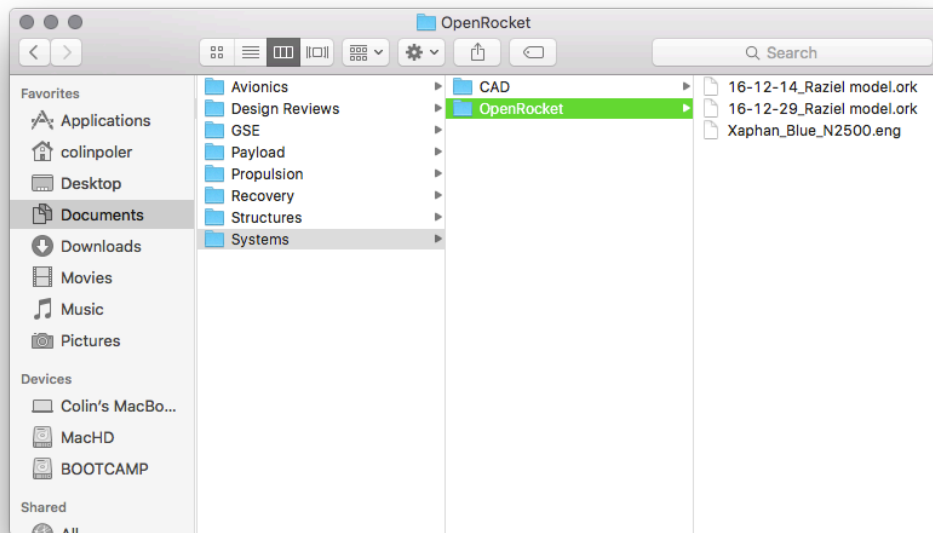 OpenRocket
Search
Favorites
Applications
colinpoler
Desktop
Documents
Downloads
Movies
Music
Pictures
Devices
Colin's MacBo...
MacHD
BOOTCAMP
Shared
All
Avionics
Design Reviews
GSE
Payload
Propulsion
Recovery
Structures
Systems
CAD
OpenRocket
16-12-14_Raziel model.ork
16-12-29_Raziel model.ork
Xaphan_Blue_N2500.eng